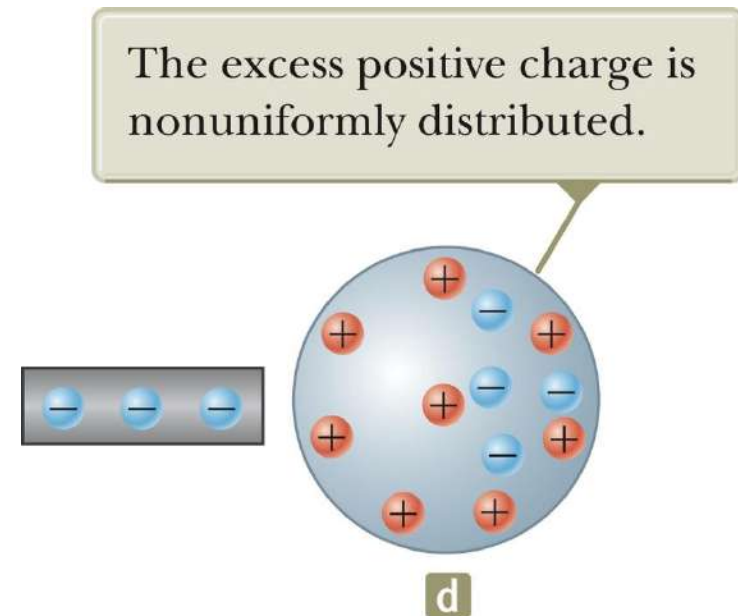 The excess positive charge is
nonuniformly distributed.
− − −
+ − + + − − + + − + + +
d